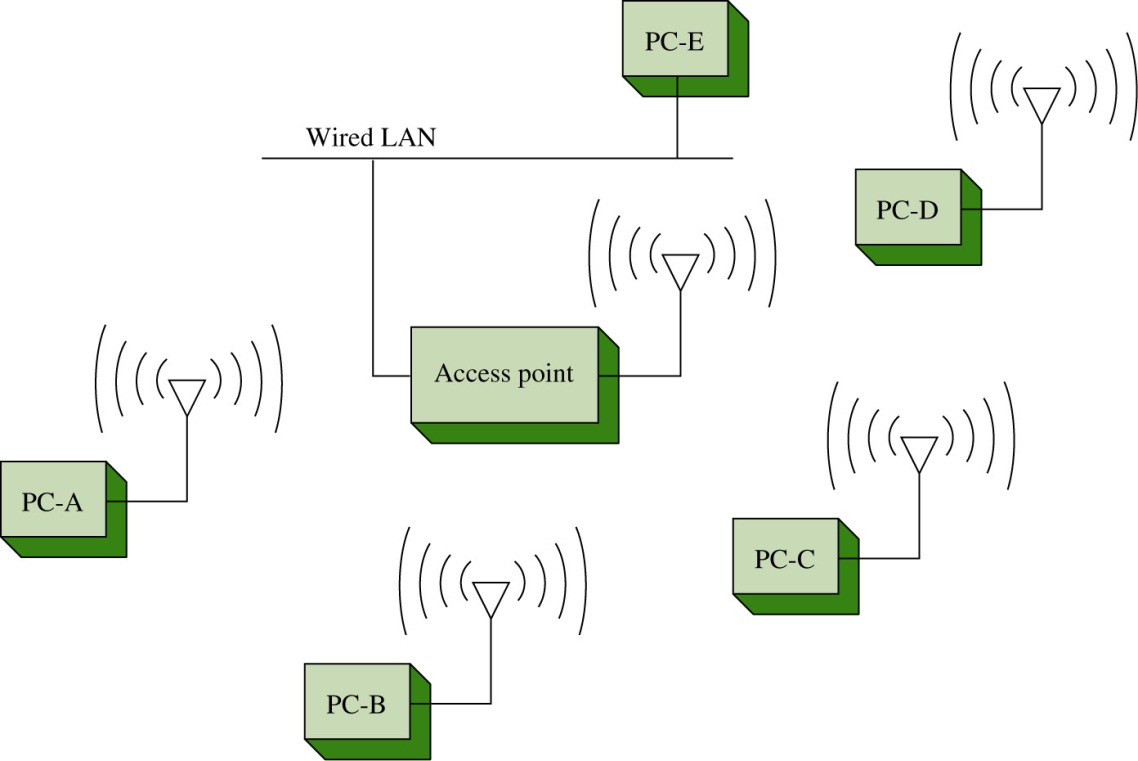 PC-E
Wired LAN
PC-D
Access point
PC-A
PC-C
PC-B